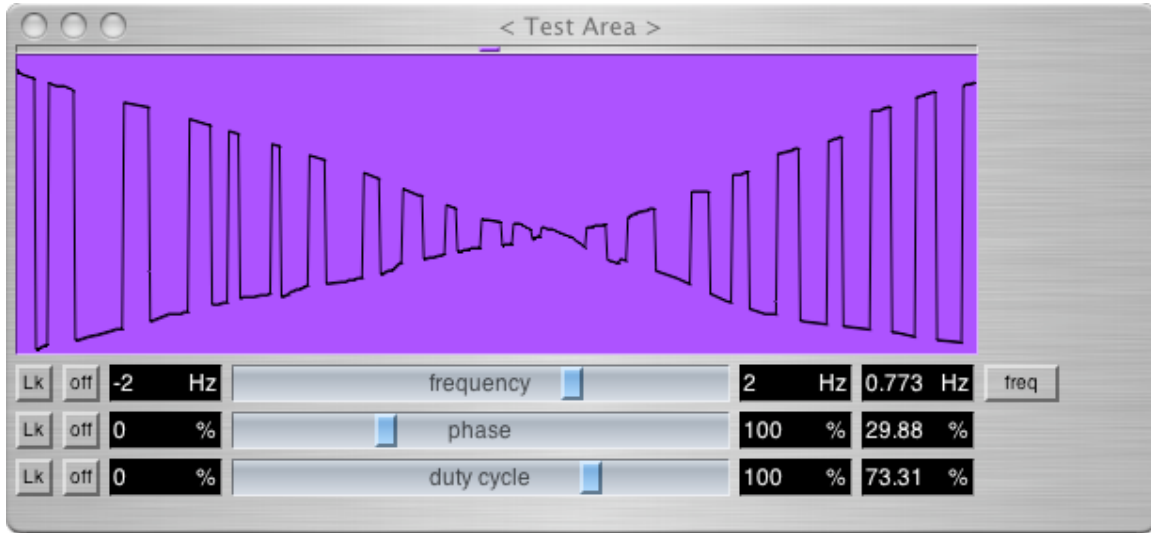 < Test Area >
Lk off -2 Hz frequency 2 Hz 0.773 Hz freq
Lk off 0 % phase 100 % 29.88 %
Lk off 0 % duty cycle 100 % 73.31 %